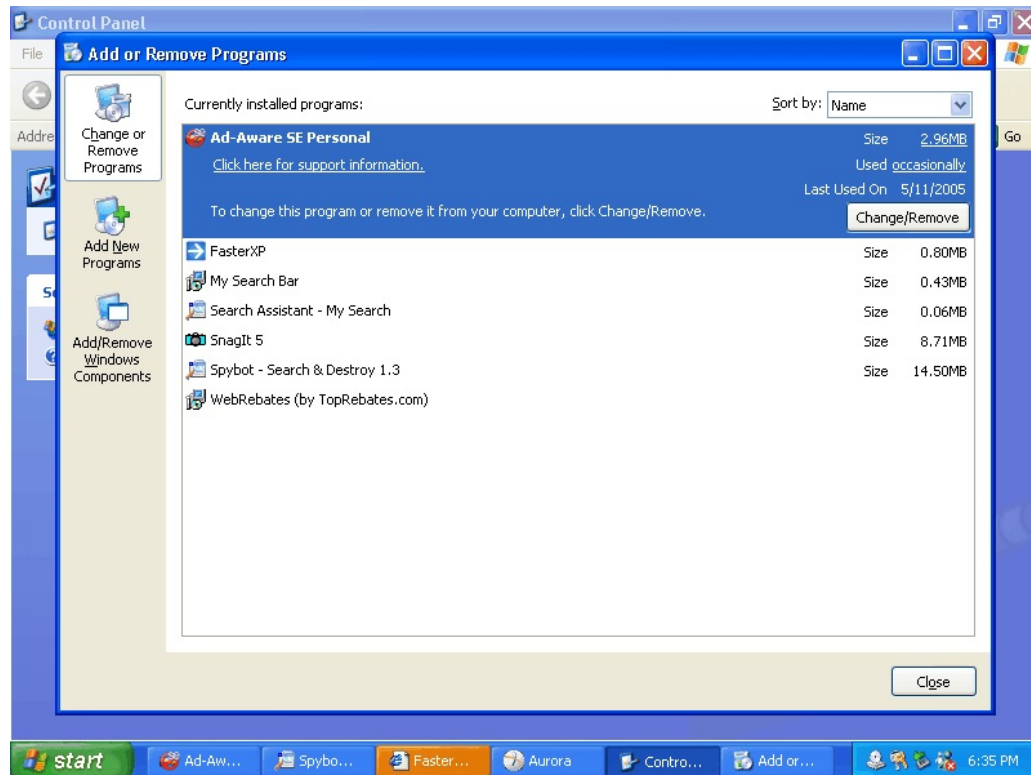 Control Panel
File
Add or Remove Programs
Addre
Go
Change or
Remove
Programs
Add New
Programs
Add/Remove
Windows
Components
Currently installed programs:
Sort by: Name
Ad-Aware SE Personal Size 2.96MB
Click here for support information. Used occasionally
Last Used On 5/11/2005
To change this program or remove it from your computer, click Change/Remove.
Change/Remove
FasterXP Size 0.80MB
My Search Bar Size 0.43MB
Search Assistant - My Search Size 0.06MB
SnagIt 5 Size 8.71MB
Spybot - Search & Destroy 1.3 Size 14.50MB
WebRebates (by TopRebates.com)
Close
start Ad-Aw... Spybo... Faster... Aurora Contro... Add or... 6:35 PM